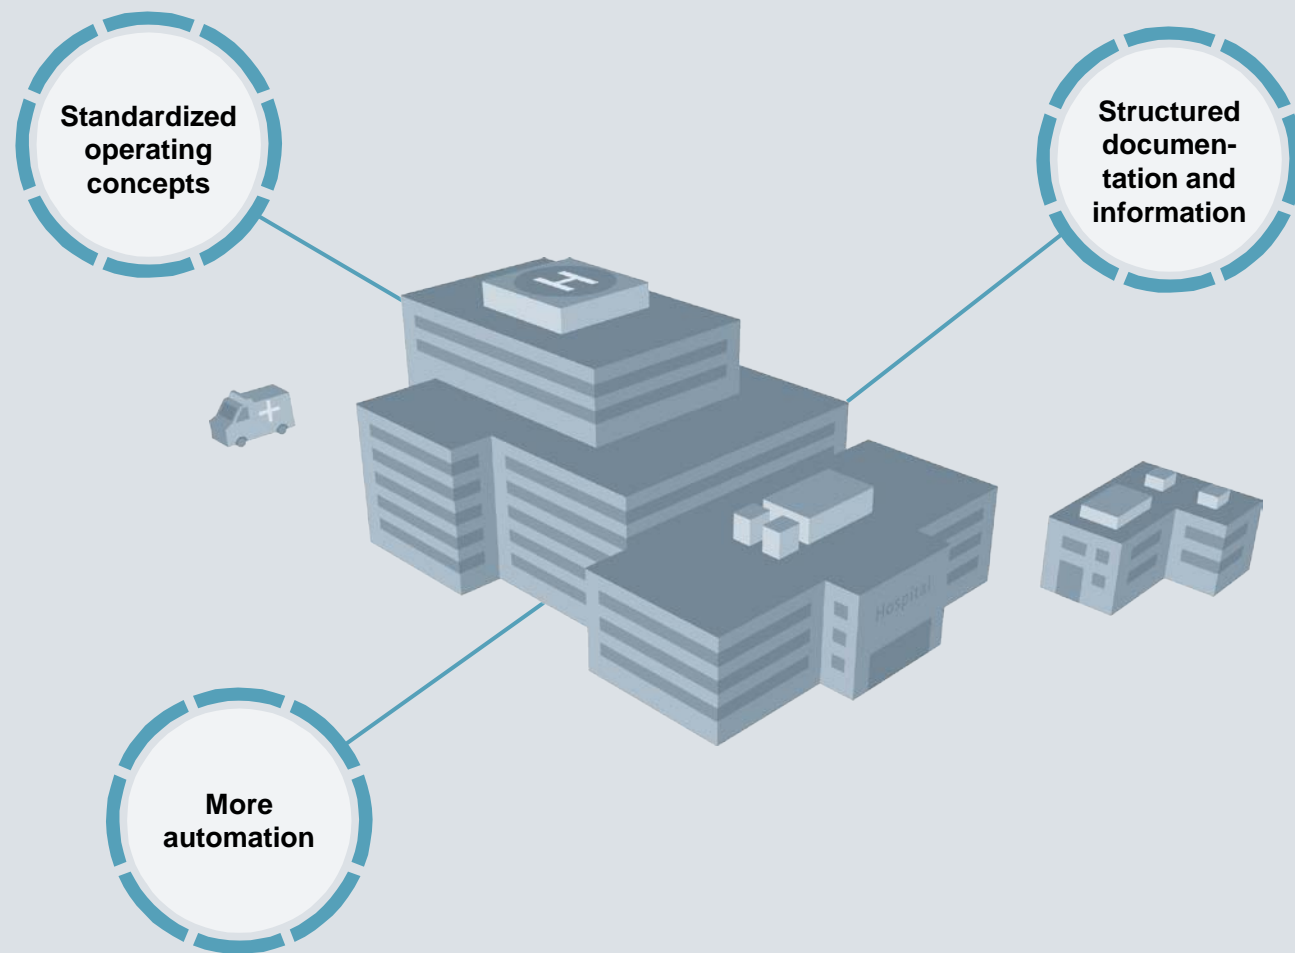 Standardized
operating
concepts
Structured
documen-
tation and
information
H
Hospital
More
automation